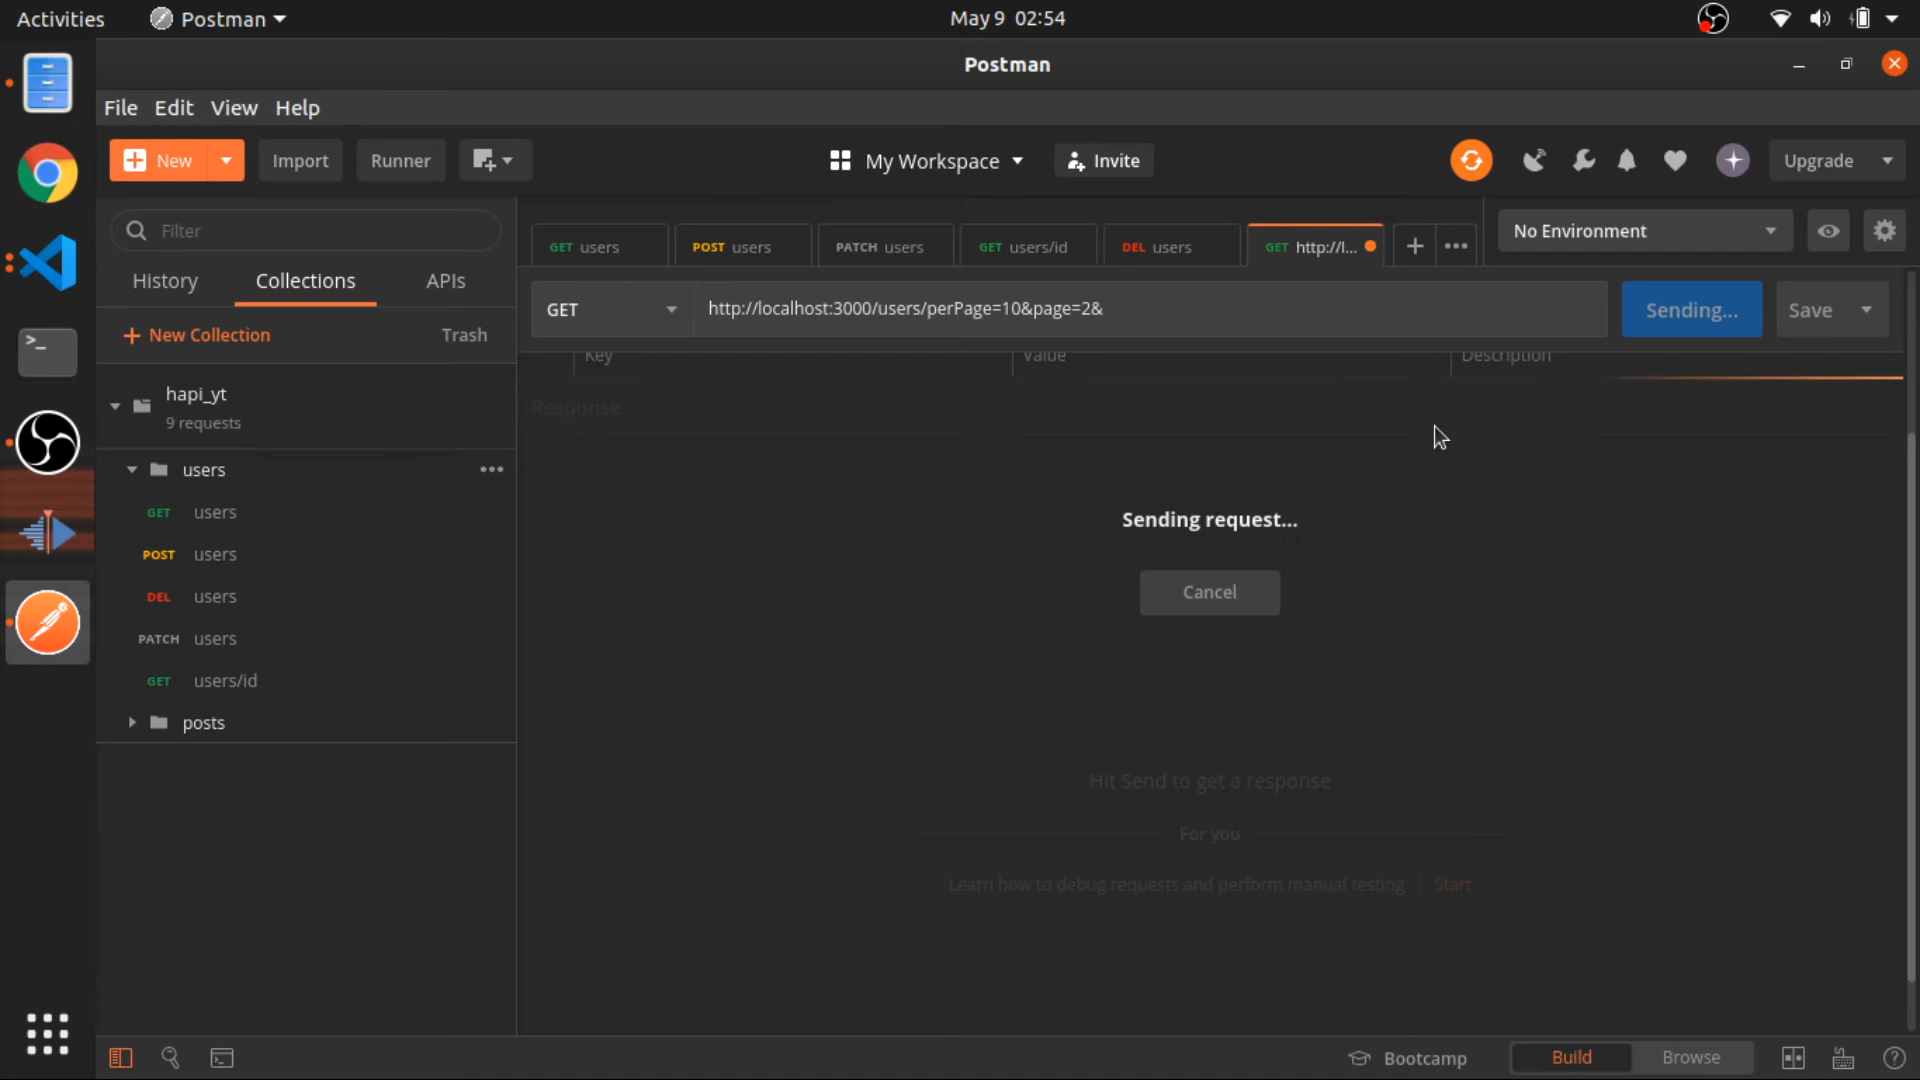 Activities Postman May 9 02:54
Postman
File Edit View Help
New Import Runner My Workspace Invite Upgrade
Filter
History Collections APIs
New Collection Trash
hapi_yt
9 requests
users
GET users
POST users
DEL users
PATCH users
GET users/id
posts
GET users POST users PATCH users GET users/id DEL users GET http://l... No Environment
GET http://localhost:3000/users/perPage=10&page=2& Sending... Save
Key Value Description
Response
Sending request...
Cancel
Hit Send to get a response
For you
Learn how to debug requests and perform manual testing Start
Bootcamp Build Browse